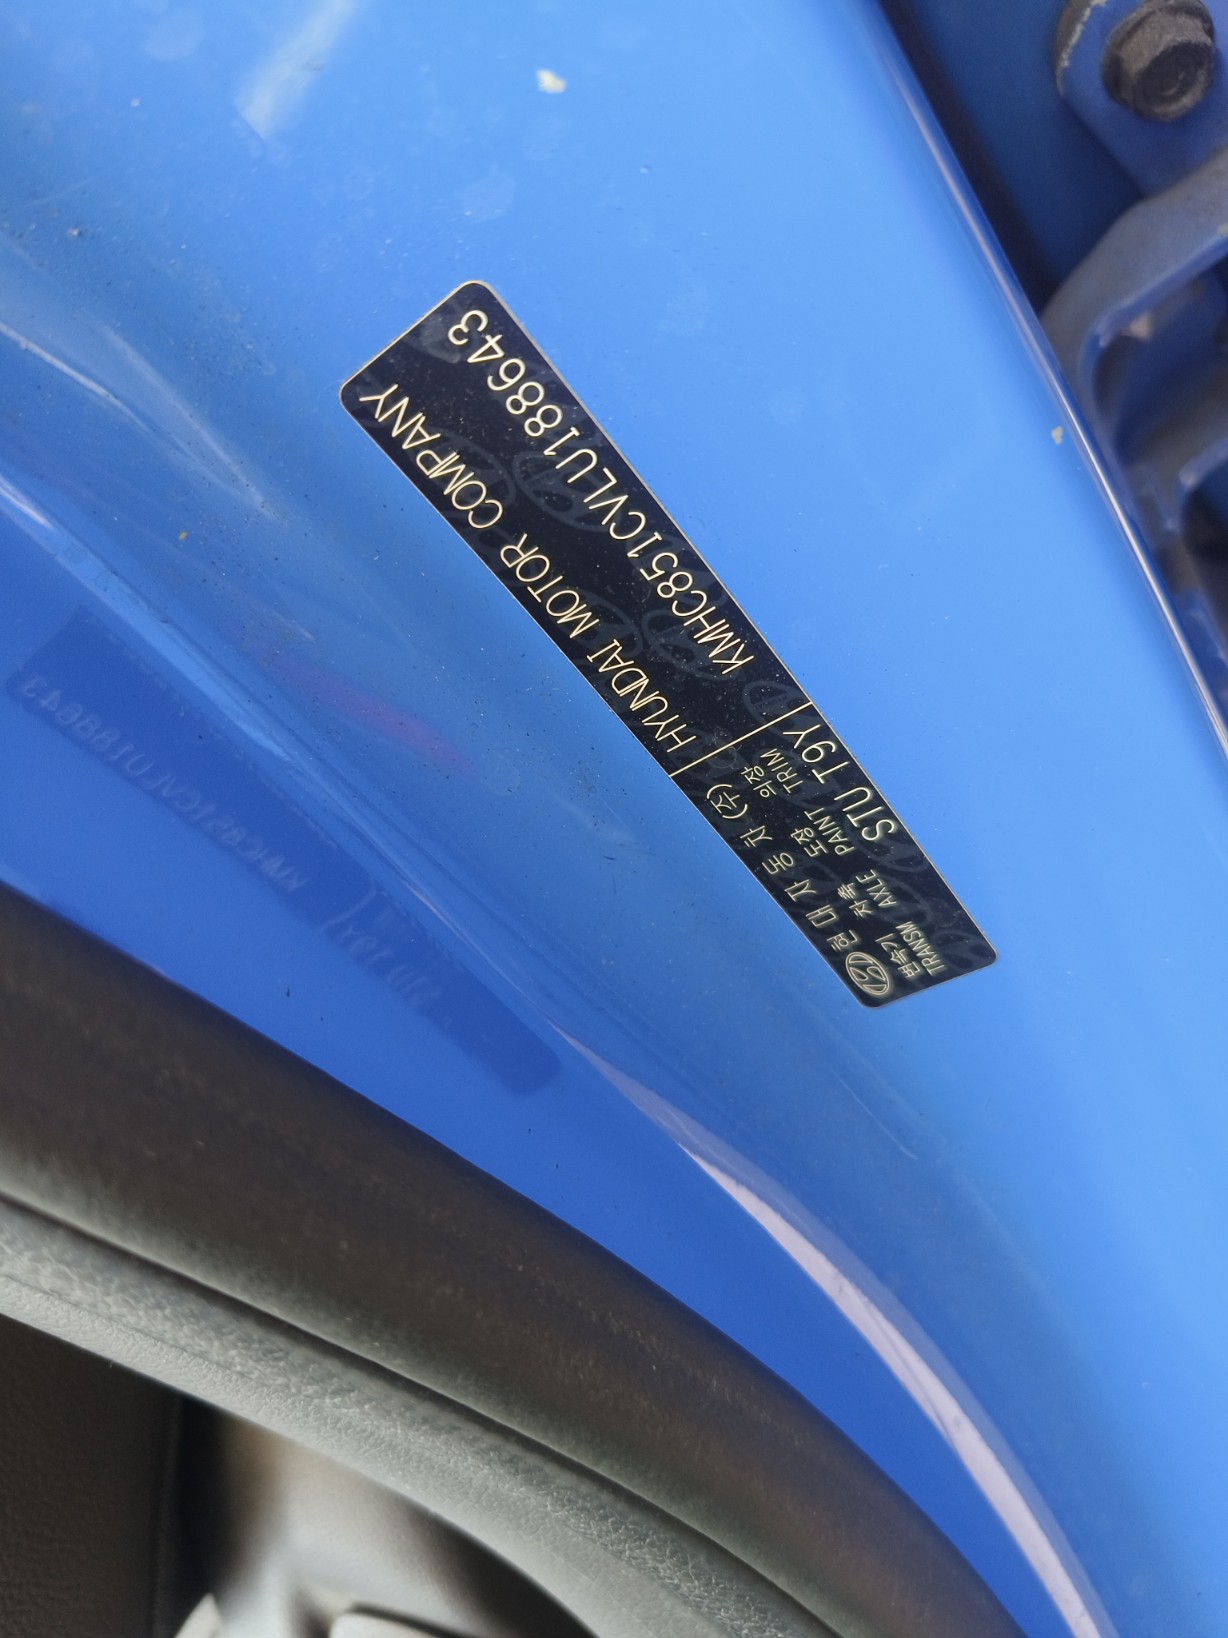 현대자동차(주) HYUNDAI MOTOR COMPANY
변속기 차축 도장 의장
TRANSM AXLE PAINT TRIM
STU T9Y
KMHC851CVLU188643